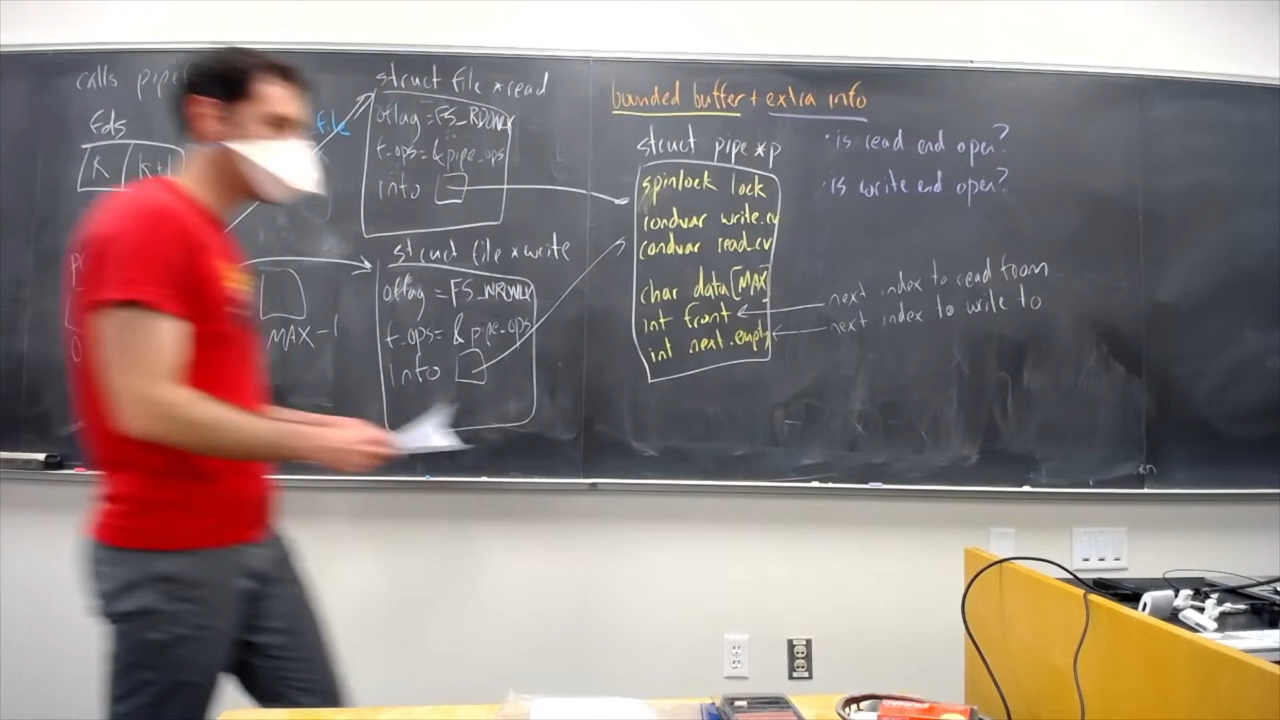 calls pipe
fds
K K+1
file
MAX-1
struct file *read
oflag = FS_RDONLY
f_ops = & pipe_ops
info
struct file *write
oflag = FS_WRONLY
f_ops = & pipe_ops
info
bounded buffer + extra info
struct pipe *p
spinlock lock
condvar write_cv
condvar read_cv
char data[MAX]
int front
int next_empty
• is read end open?
• is write end open?
next index to read from
next index to write to